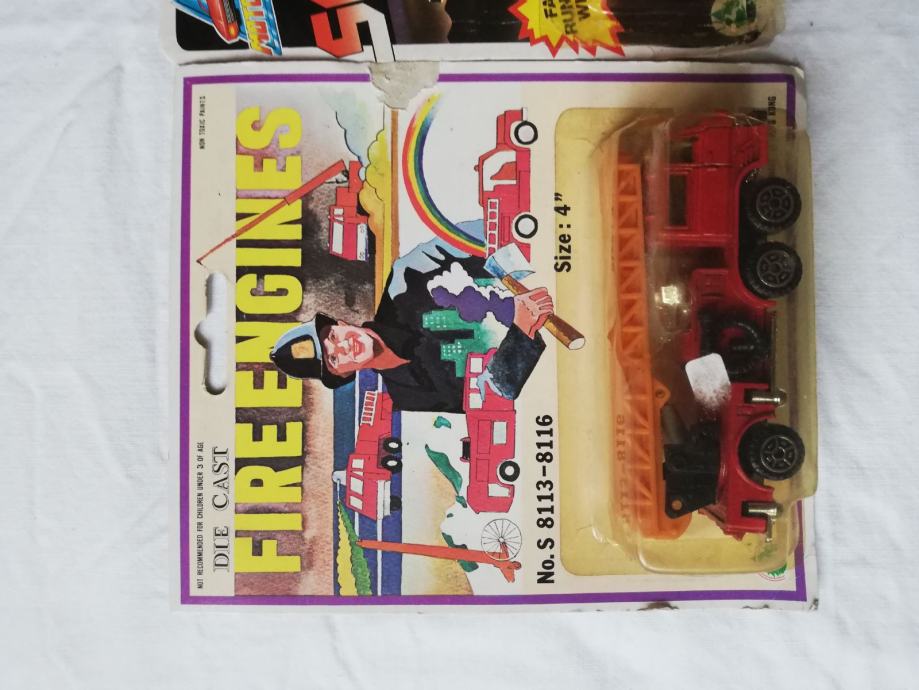 NOT RECOMMENDED FOR CHILDREN UNDER 3 OF AGE
NON TOXIC PAINTS
DIE CAST
FIRE ENGINES
No. S 8113-8116
Size: 4”
KONG